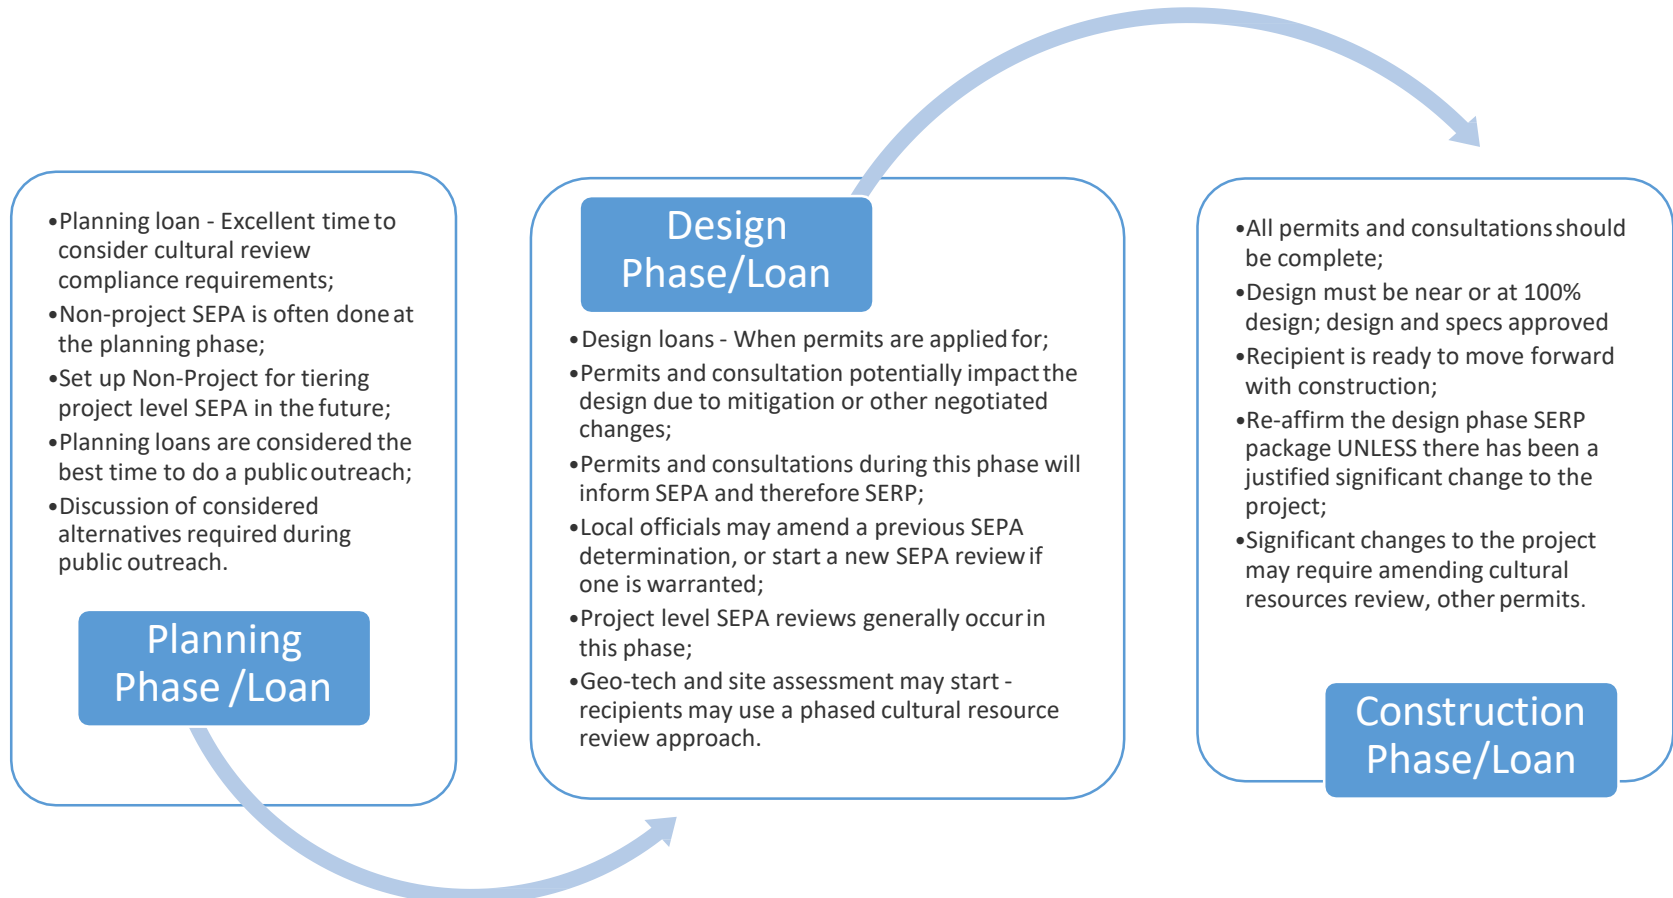 •Planning loan - Excellent time to
consider cultural review
compliance requirements;
•Non-project SEPA is often done at
the planning phase;
•Set up Non-Project for tiering
project level SEPA in the future;
•Planning loans are considered the
best time to do a public outreach;
•Discussion of considered
alternatives required during
public outreach.
Planning
Phase /Loan
Design
Phase/Loan
•Design loans - When permits are applied for;
•Permits and consultation potentially impact the
design due to mitigation or other negotiated
changes;
•Permits and consultations during this phase will
inform SEPA and therefore SERP;
•Local officials may amend a previous SEPA
determination, or start a new SEPA review if
one is warranted;
•Project level SEPA reviews generally occur in
this phase;
•Geo-tech and site assessment may start -
recipients may use a phased cultural resource
review approach.
•All permits and consultations should
be complete;
•Design must be near or at 100%
design; design and specs approved
•Recipient is ready to move forward
with construction;
•Re-affirm the design phase SERP
package UNLESS there has been a
justified significant change to the
project;
•Significant changes to the project
may require amending cultural
resources review, other permits.
Construction
Phase/Loan